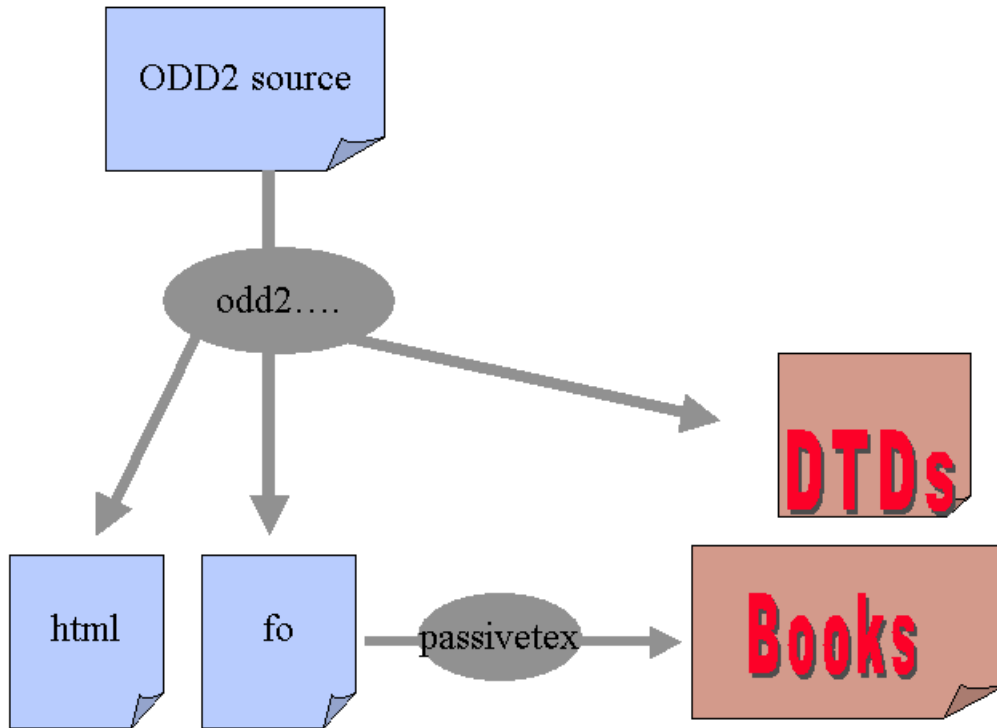 ODD2 source
odd2….
DTDs
html
fo
passivetex
Books